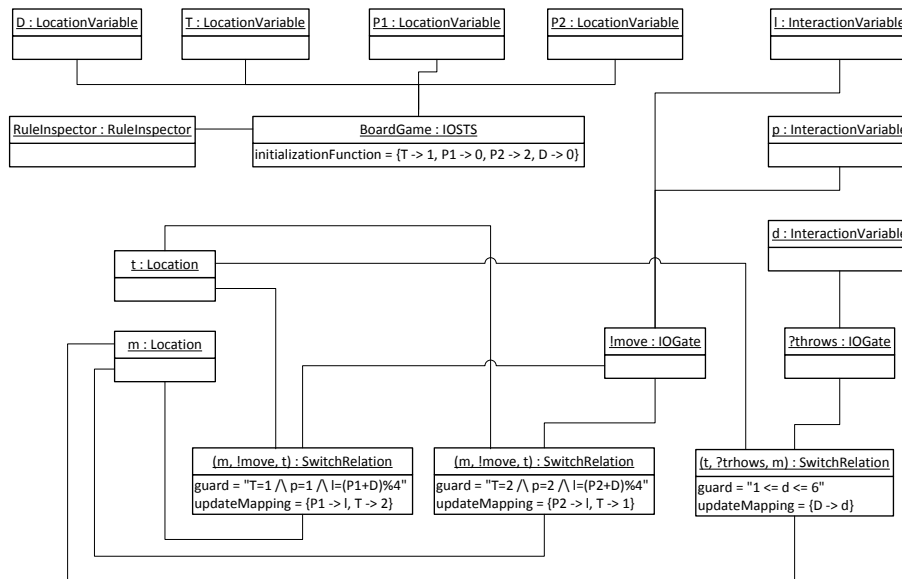 D : LocationVariable
T : LocationVariable
P1 : LocationVariable
P2 : LocationVariable
l : InteractionVariable
RuleInspector : RuleInspector
BoardGame : IOSTS
initializationFunction = {T -> 1, P1 -> 0, P2 -> 2, D -> 0}
p : InteractionVariable
d : InteractionVariable
t : Location
m : Location
!move : IOGate
?throws : IOGate
(m, !move, t) : SwitchRelation
guard = "T=1 /\ p=1 /\ l=(P1+D)%4"
updateMapping = {P1 -> l, T -> 2}
(m, !move, t) : SwitchRelation
guard = "T=2 /\ p=2 /\ l=(P2+D)%4"
updateMapping = {P2 -> l, T -> 1}
(t, ?trhows, m) : SwitchRelation
guard = "1 <= d <= 6"
updateMapping = {D -> d}